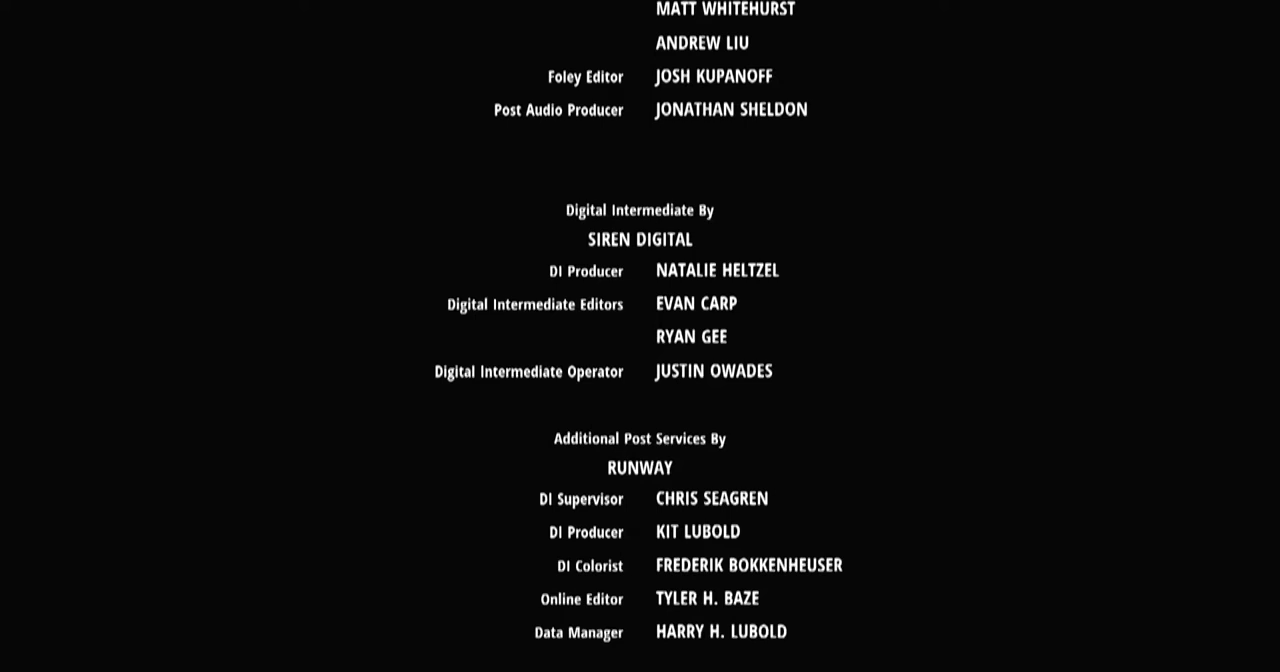 MATT WHITEHURST
ANDREW LIU
Foley Editor JOSH KUPANOFF
Post Audio Producer JONATHAN SHELDON
Digital Intermediate By
SIREN DIGITAL
DI Producer NATALIE HELTZEL
Digital Intermediate Editors EVAN CARP
RYAN GEE
Digital Intermediate Operator JUSTIN OWADES
Additional Post Services By
RUNWAY
DI Supervisor CHRIS SEAGREN
DI Producer KIT LUBOLD
DI Colorist FREDERIK BOKKENHEUSER
Online Editor TYLER H. BAZE
Data Manager HARRY H. LUBOLD